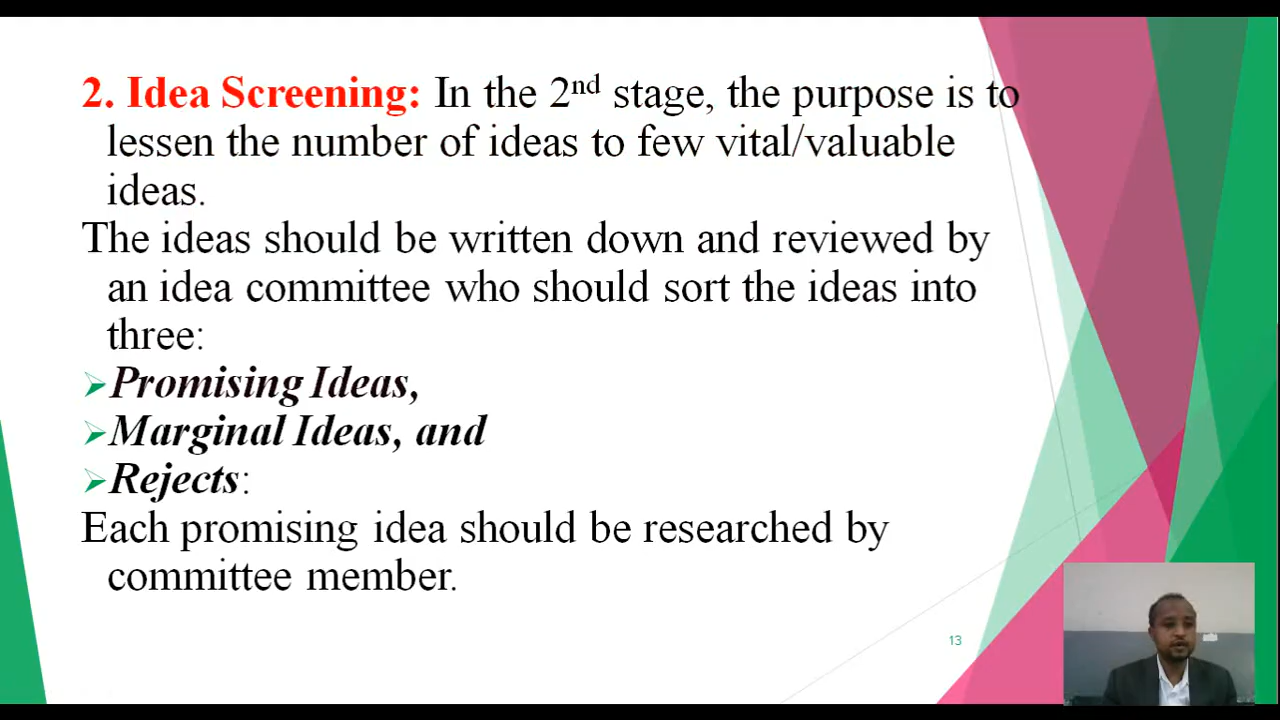 2. Idea Screening: In the 2nd stage, the purpose is to
lessen the number of ideas to few vital/valuable
ideas.
The ideas should be written down and reviewed by
an idea committee who should sort the ideas into
three:
➢Promising Ideas,
➢Marginal Ideas, and
➢Rejects:
Each promising idea should be researched by
committee member.
13